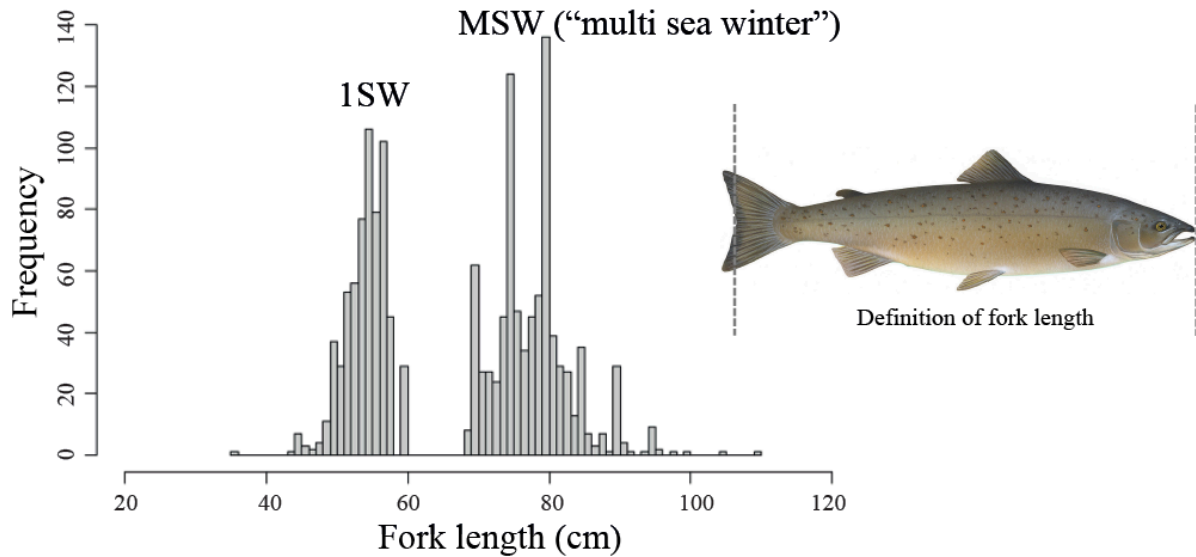 MSW (“multi sea winter”)
1SW
Frequency
0
20
40
60
80
100
120
140
20
40
60
80
100
120
Fork length (cm)
Definition of fork length